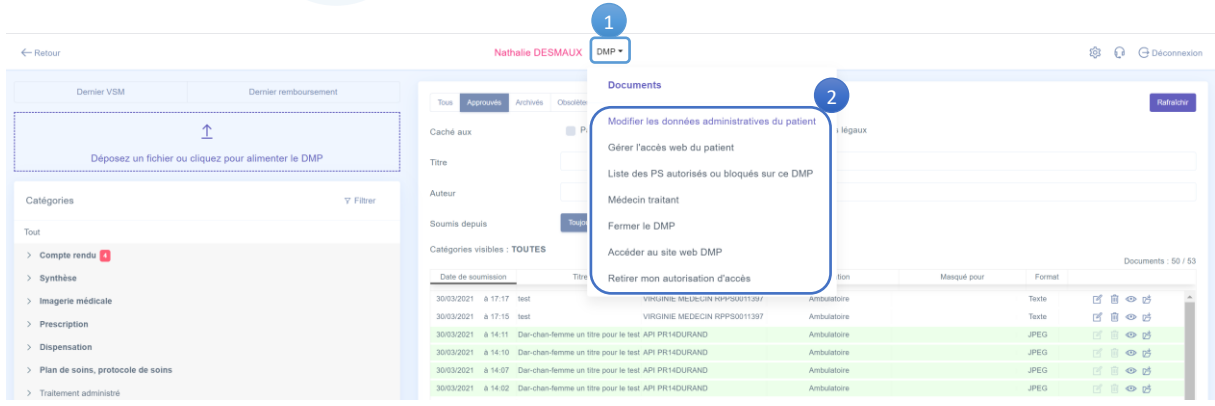 1
← Retour
Nathalie DESMAUX DMP
Déconnexion
Dernier VSM Dernier remboursement
Déposez un fichier ou cliquez pour alimenter le DMP
Catégories Filtrer
Tout
> Compte rendu 4
> Synthèse
> Imagerie médicale
> Prescription
> Dispensation
> Plan de soins, protocole de soins
> Traitement administré
Documents
2
Modifier les données administratives du patient
Gérer l'accès web du patient
Liste des PS autorisés ou bloqués sur ce DMP
Médecin traitant
Fermer le DMP
Accéder au site web DMP
Retirer mon autorisation d'accès
Tous Approuvés Archivés
Rafraîchir
Caché aux légaux
Titre
Auteur
Soumis depuis
Catégories visibles : TOUTES
Documents : 50 / 53
Date de soumission Titre Masqué pour Format
30/03/2021 à 17:17 test VIRGINIE MEDECIN RPPS0011397 Ambulatoire Texte
30/03/2021 à 17:15 test VIRGINIE MEDECIN RPPS0011397 Ambulatoire Texte
30/03/2021 à 14:11 Dar-chan-femme un titre pour le test API PR14DURAND Ambulatoire JPEG
30/03/2021 à 14:10 Dar-chan-femme un titre pour le test API PR14DURAND Ambulatoire JPEG
30/03/2021 à 14:07 Dar-chan-femme un titre pour le test API PR14DURAND Ambulatoire JPEG
30/03/2021 à 14:02 Dar-chan-femme un titre pour le test API PR14DURAND Ambulatoire JPEG